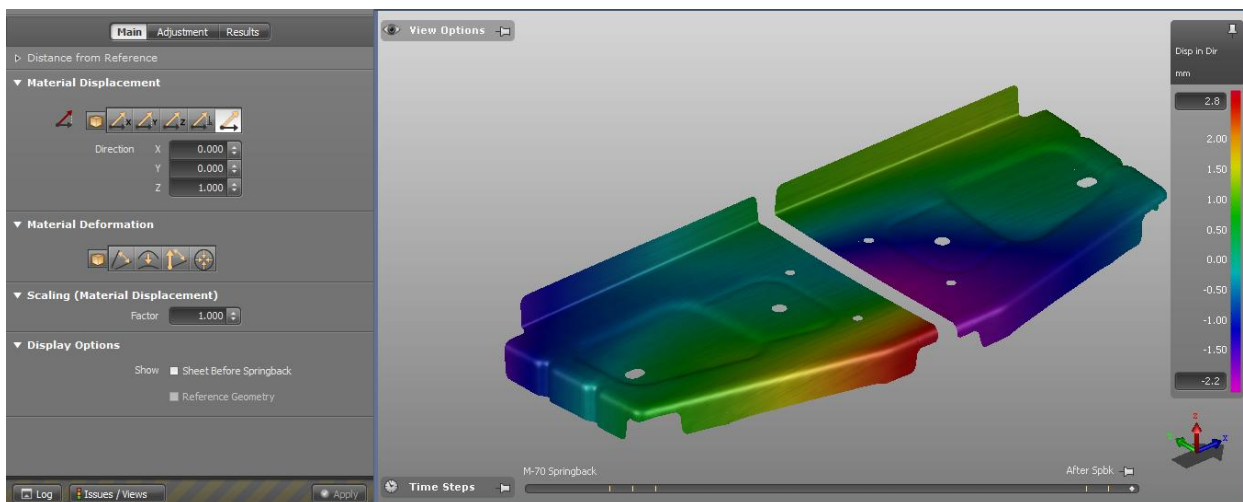 Main Adjustment Results
Distance from Reference
Material Displacement
X Y Z
Direction X 0.000
Y 0.000
Z 1.000
Material Deformation
Scaling (Material Displacement)
Factor 1.000
Display Options
Show Sheet Before Springback
Reference Geometry
Log Issues / Views Apply
View Options
M-70 Springback After Spbk
Time Steps
Disp in Dir
mm
2.8
2.00
1.50
1.00
0.50
0.00
-0.50
-1.00
-1.50
-2.2
Z
X